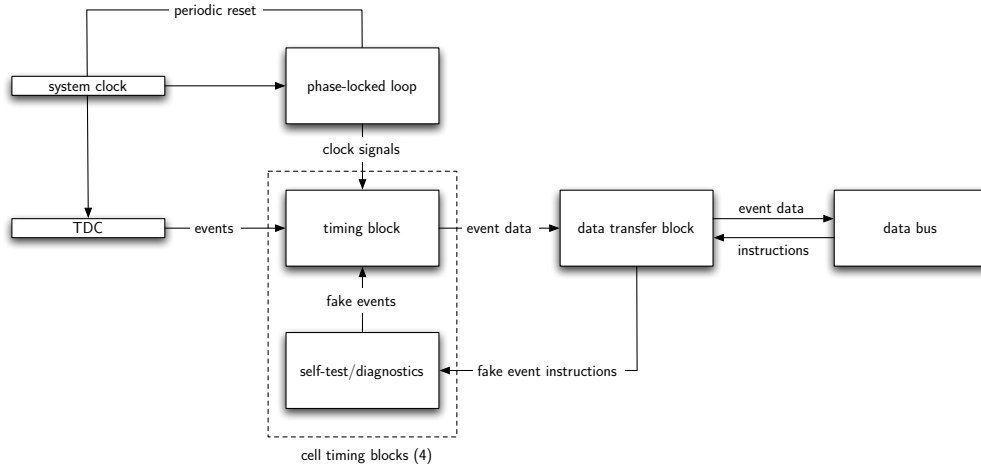 periodic reset
system clock
phase-locked loop
clock signals
TDC
events
timing block
event data
data transfer block
event data
instructions
data bus
fake events
self-test/diagnostics
fake event instructions
cell timing blocks (4)